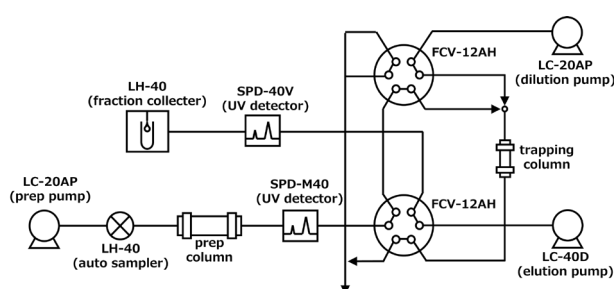 FCV-12AH
LC-20AP
(dilution pump)
LH-40
(fraction collecter)
SPD-40V
(UV detector)
trapping
column
LC-20AP
(prep pump)
SPD-M40
(UV detector)
FCV-12AH
LH-40
(auto sampler)
prep
column
LC-40D
(elution pump)